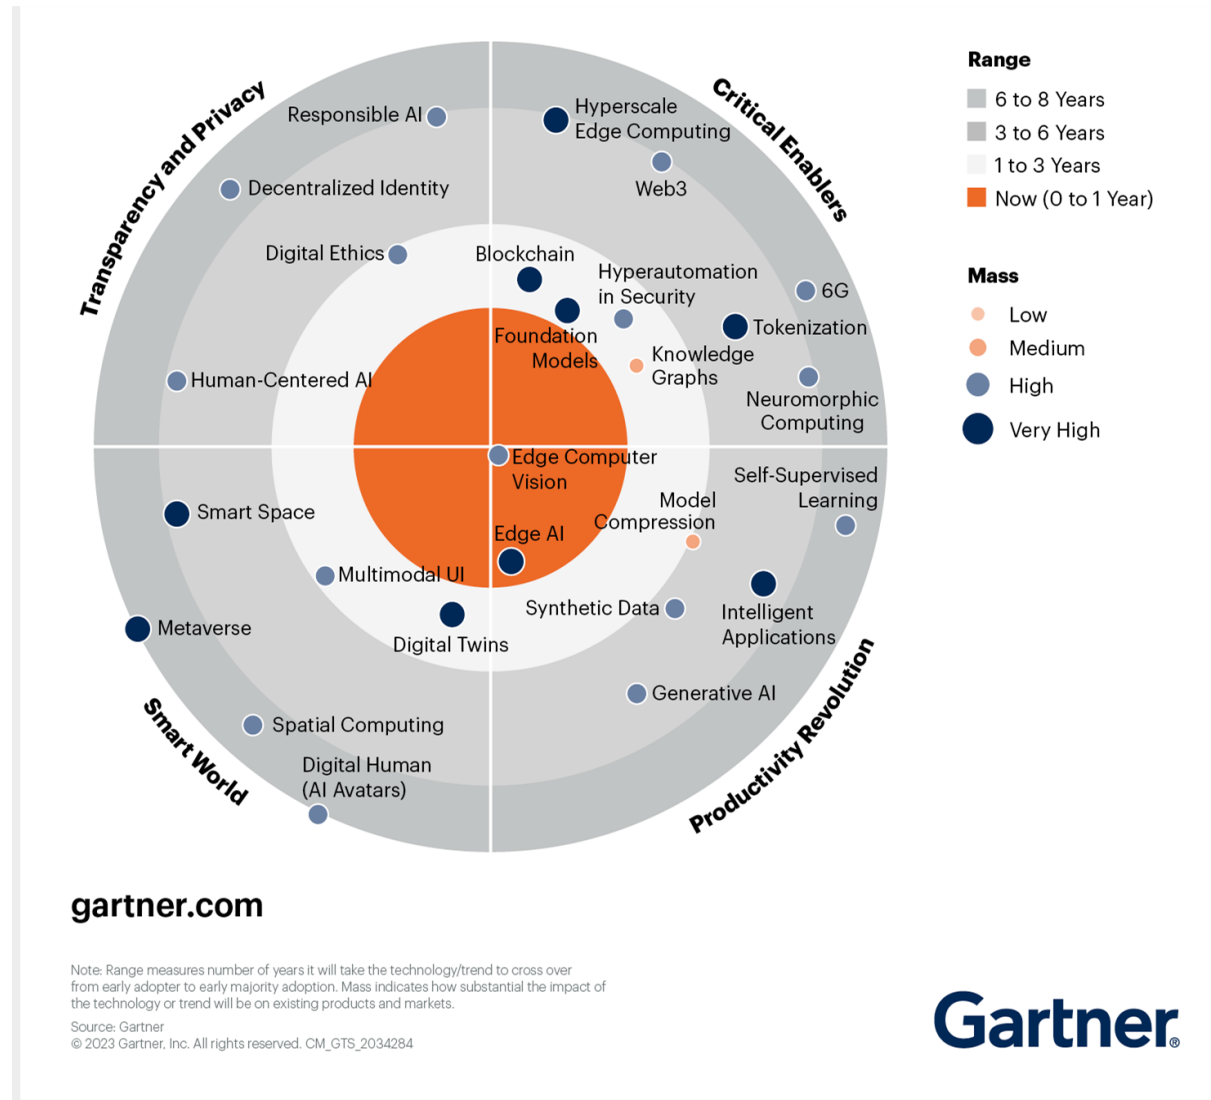 Transparency and Privacy
Critical Enablers
Responsible AI
Hyperscale
Edge Computing
Web3
Decentralized Identity
Digital Ethics
Blockchain
Hyperautomation
in Security
6G
Foundation
Models
Tokenization
Knowledge
Graphs
Human-Centered AI
Neuromorphic
Computing
Edge Computer
Vision
Self-Supervised
Learning
Model
Compression
Smart Space
Edge AI
Multimodal UI
Synthetic Data
Intelligent
Applications
Metaverse
Digital Twins
Generative AI
Spatial Computing
Digital Human
(AI Avatars)
Smart World
Productivity Revolution
Range
6 to 8 Years
3 to 6 Years
1 to 3 Years
Now (0 to 1 Year)
Mass
Low
Medium
High
Very High
gartner.com
Note: Range measures number of years it will take the technology/trend to cross over
from early adopter to early majority adoption. Mass indicates how substantial the impact of
the technology or trend will be on existing products and markets.
Source: Gartner
© 2023 Gartner, Inc. All rights reserved. CM_GTS_2034284
Gartner®